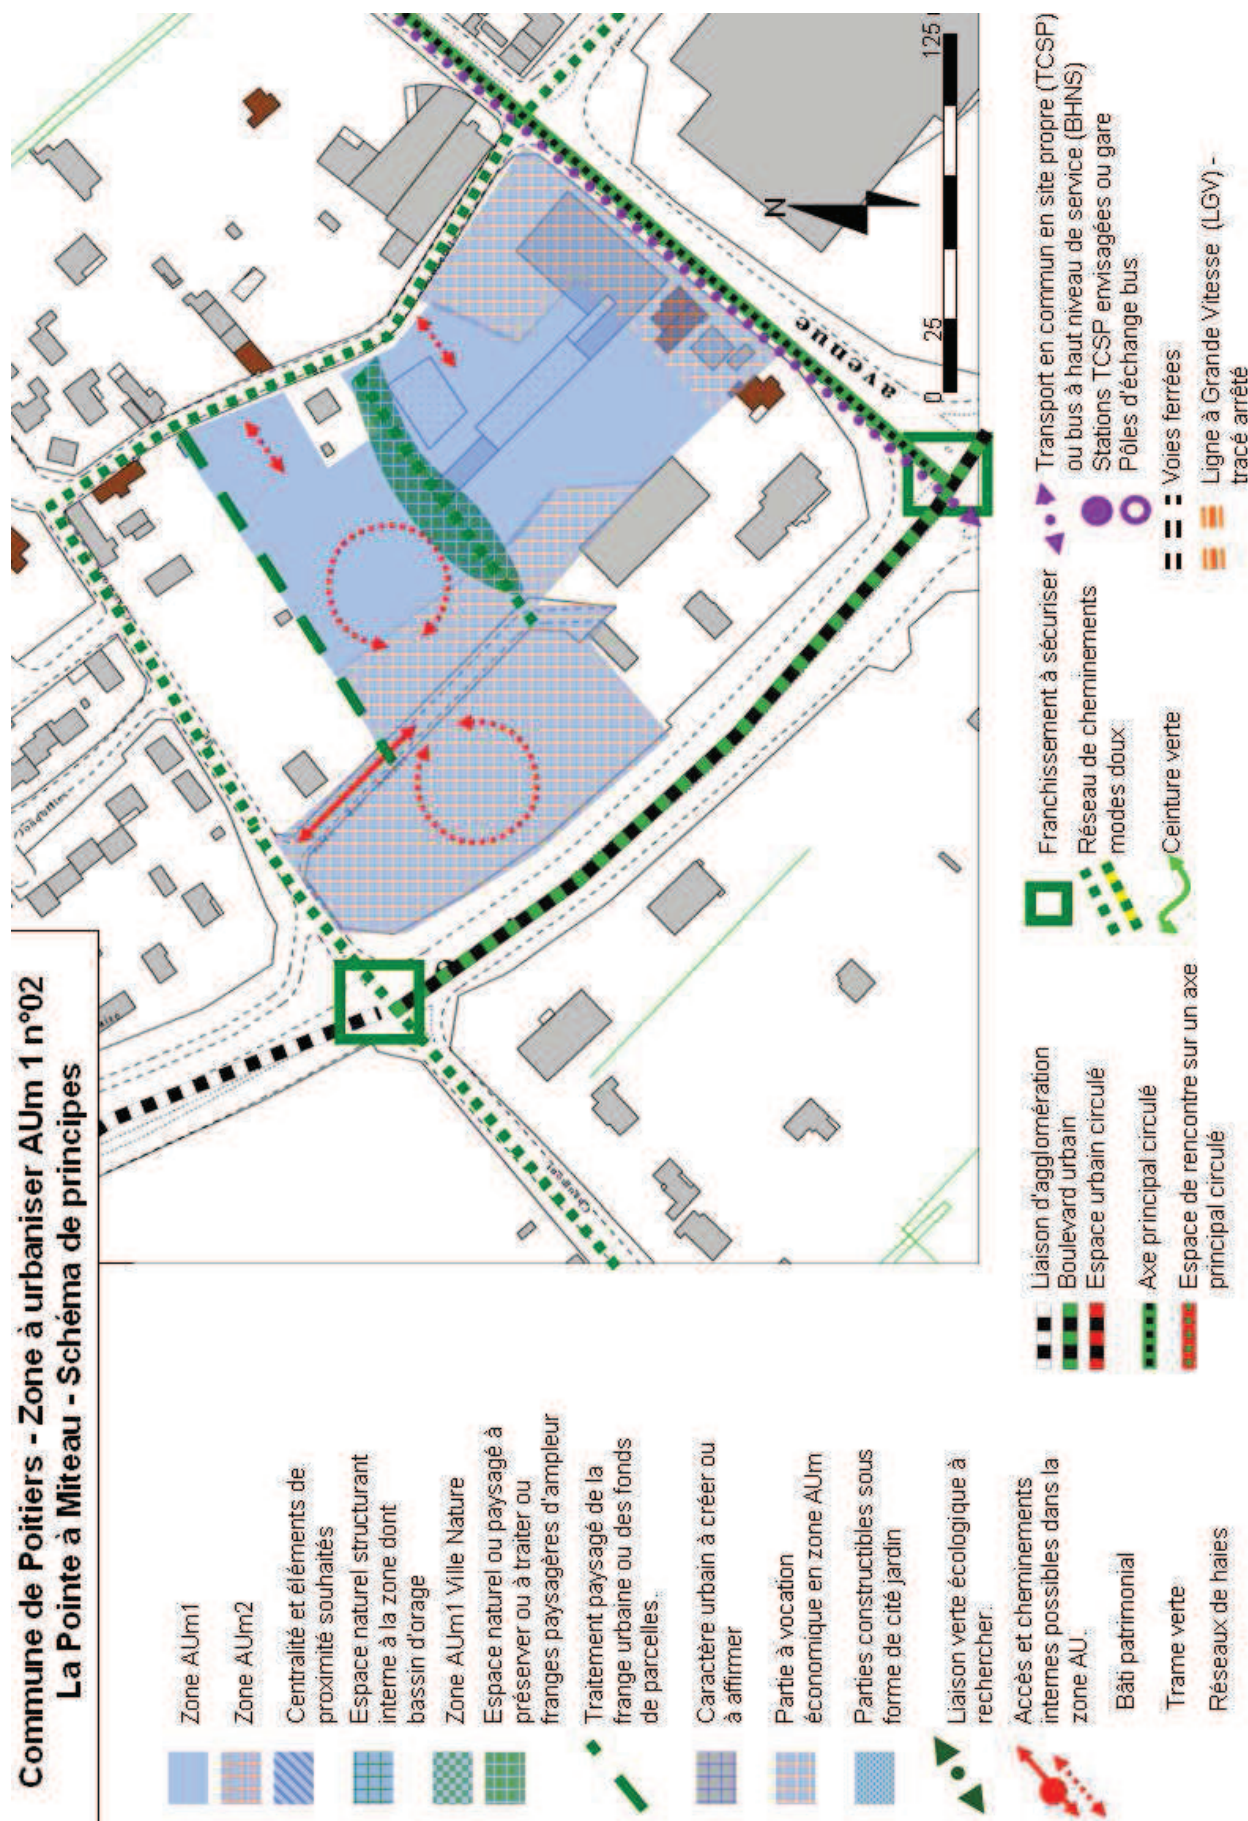 Commune de Poitiers - Zone à urbaniser AUm 1 n°02
La Pointe à Miteau - Schéma de principes
avenue
N
0
25
125
Zone AUm1
Zone AUm2
Centralité et éléments de
proximité souhaités
Espace naturel structurant
interne à la zone dont
bassin d'orage
Zone AUm1 Ville Nature
Espace naturel ou paysagé à
préserver ou à traiter ou
franges paysagères d'ampleur
Traitement paysagé de la
frange urbaine ou des fonds
de parcelles.
Caractère urbain à créer ou
à affirmer
Partie à vocation
économique en zone AUm
Parties constructibles sous
forme de cité jardin
Liaison verte écologique à
rechercher.
Accès et cheminements
internes possibles dans la
zone AU.
Bâti patrimonial
Trame verte
Réseaux de haies
Liaison d'agglomération
Boulevard urbain
Espace urbain circulé
Axe principal circulé
Espace de rencontre sur un axe
principal circulé
Franchissement à sécuriser
Réseau de cheminements
modes doux.
Ceinture verte
Transport en commun en site propre (TCSP)
ou bus à haut niveau de service (BHNS)
Stations TCSP envisagées ou gare
Pôles d'échange bus
Voies ferrées
Ligne à Grande Vitesse (LGV) -
tracé arrêté